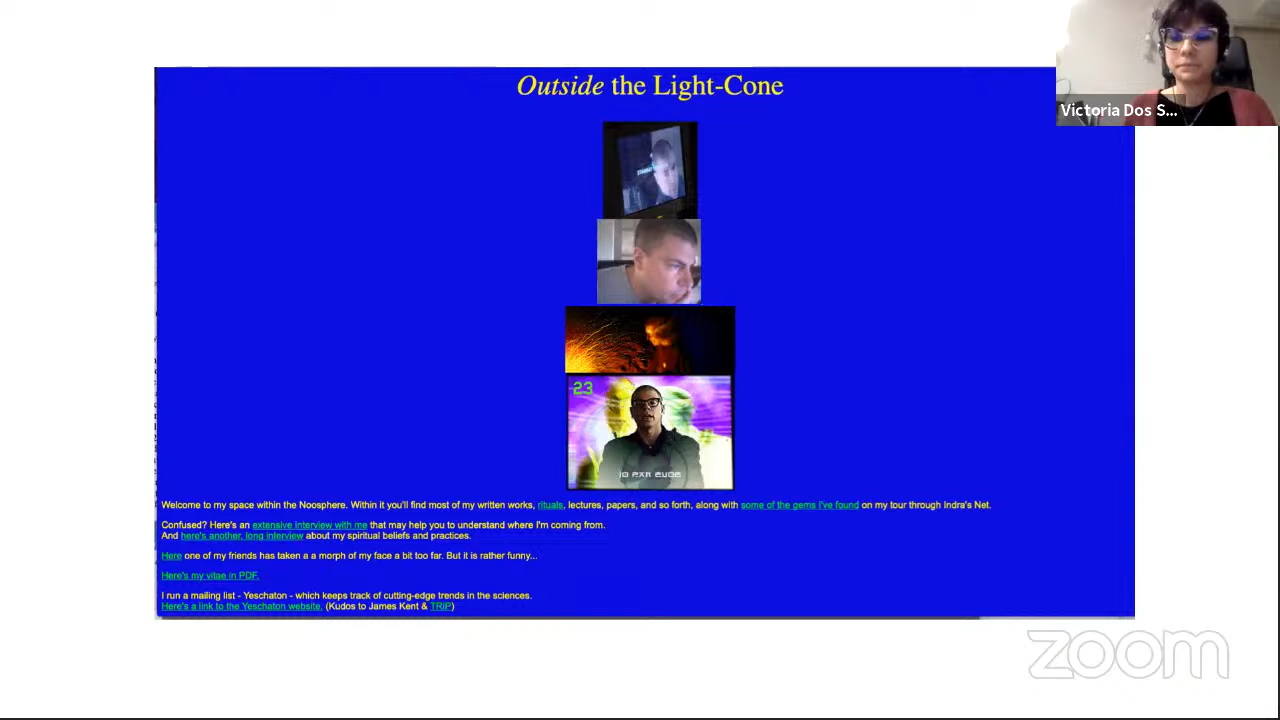 Outside the Light-Cone
Victoria Dos S...
23
Welcome to my space within the Noosphere. Within it you'll find most of my written works, rituals, lectures, papers, and so forth, along with some of the gems I've found on my tour through Indra's Net.
Confused? Here's an extensive Interview with me that may help you to understand where I'm coming from.
And here's another, long interview about my spiritual beliefs and practices.
Here one of my friends has taken a a morph of my face a bit too far. But it is rather funny...
Here's my vitae in PDF.
I run a mailing list - Yeschaton - which keeps track of cutting-edge trends in the sciences.
Here's a link to the Yeschaton website. (Kudos to James Kent & TRIP)
zoom